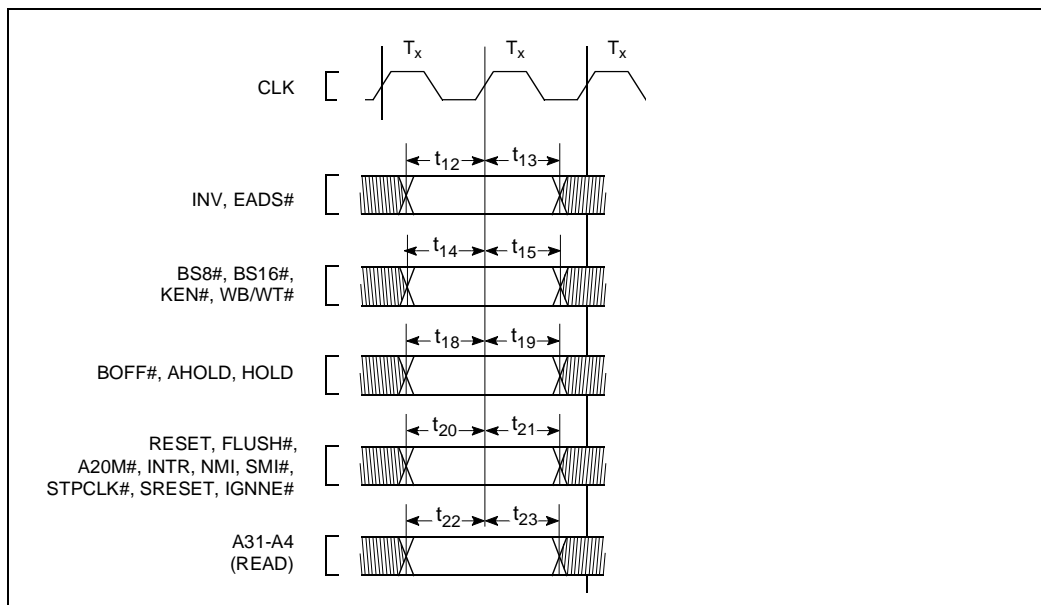 Tx Tx Tx
CLK
t12 t13
INV, EADS#
t14 t15
BS8#, BS16#,
KEN#, WB/WT#
t18 t19
BOFF#, AHOLD, HOLD
t20 t21
RESET, FLUSH#,
A20M#, INTR, NMI, SMI#,
STPCLK#, SRESET, IGNNE#
t22 t23
A31-A4
(READ)